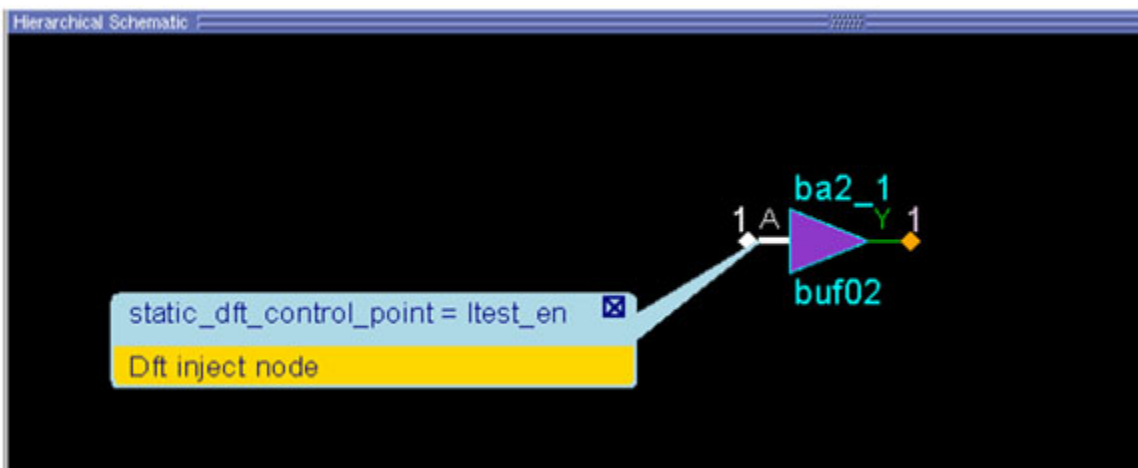 Hierarchical Schematic
ba2_1
1 A Y 1
buf02
static_dft_control_point = ltest_en
Dft inject node